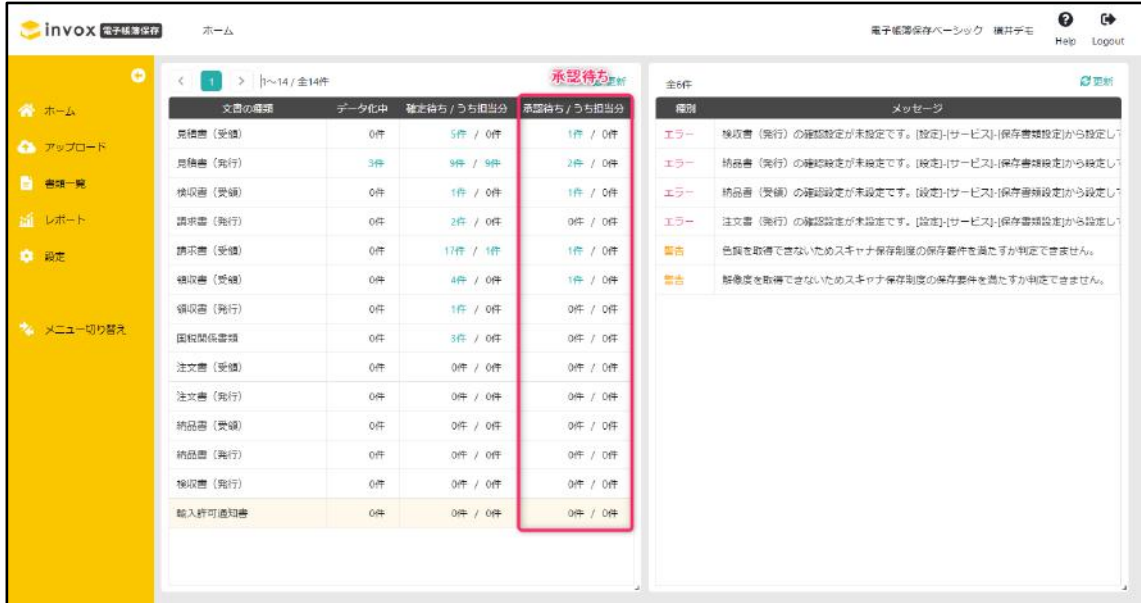 invox 電子帳簿保存
ホーム
電子帳簿保存ベーシック 横井デモ
Help
Logout
ホーム
アップロード
書類一覧
レポート
設定
メニュー切り替え
1
1〜14 / 全14件
承認待ち
更新
文書の種類 データ化中 確定待ち / うち担当分 承認待ち / うち担当分
見積書（受領） 0件 5件 / 0件 1件 / 0件
見積書（発行） 3件 9件 / 9件 2件 / 0件
検収書（受領） 0件 1件 / 0件 1件 / 0件
請求書（発行） 0件 2件 / 0件 0件 / 0件
請求書（受領） 0件 17件 / 1件 1件 / 0件
領収書（受領） 0件 4件 / 0件 1件 / 0件
領収書（発行） 0件 1件 / 0件 0件 / 0件
国税関係書類 0件 3件 / 0件 0件 / 0件
注文書（受領） 0件 0件 / 0件 0件 / 0件
注文書（発行） 0件 0件 / 0件 0件 / 0件
納品書（受領） 0件 0件 / 0件 0件 / 0件
納品書（発行） 0件 0件 / 0件 0件 / 0件
検収書（発行） 0件 0件 / 0件 0件 / 0件
輸入許可通知書 0件 0件 / 0件 0件 / 0件
全6件
更新
種別 メッセージ
エラー 検収書（発行）の確認設定が未設定です。[設定]-[サービス]-[保存書類設定]から設定して
エラー 納品書（発行）の確認設定が未設定です。[設定]-[サービス]-[保存書類設定]から設定して
エラー 納品書（受領）の確認設定が未設定です。[設定]-[サービス]-[保存書類設定]から設定して
エラー 注文書（発行）の確認設定が未設定です。[設定]-[サービス]-[保存書類設定]から設定して
警告 色調を取得できないためスキャナ保存制度の保存要件を満たすか判定できません。
警告 解像度を取得できないためスキャナ保存制度の保存要件を満たすか判定できません。